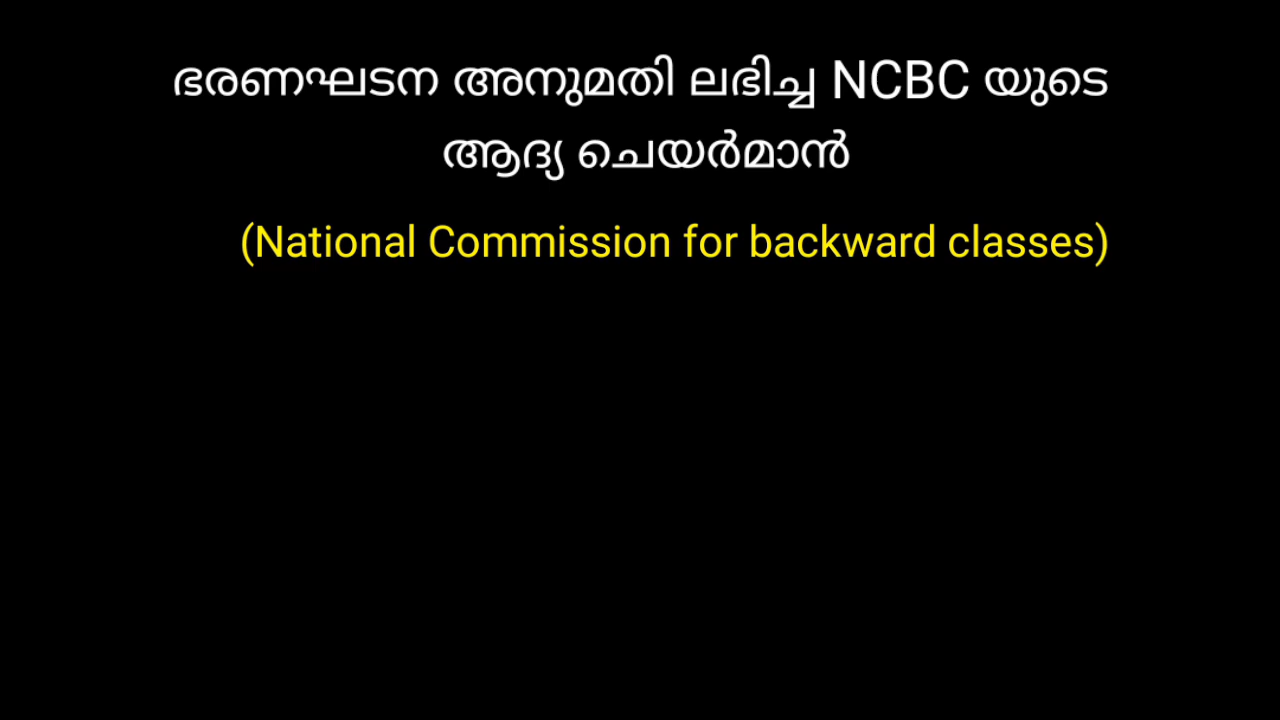 ഭരണഘടന അനുമതി ലഭിച്ച NCBC യുടെ
ആദ്യ ചെയർമാൻ
(National Commission for backward classes)